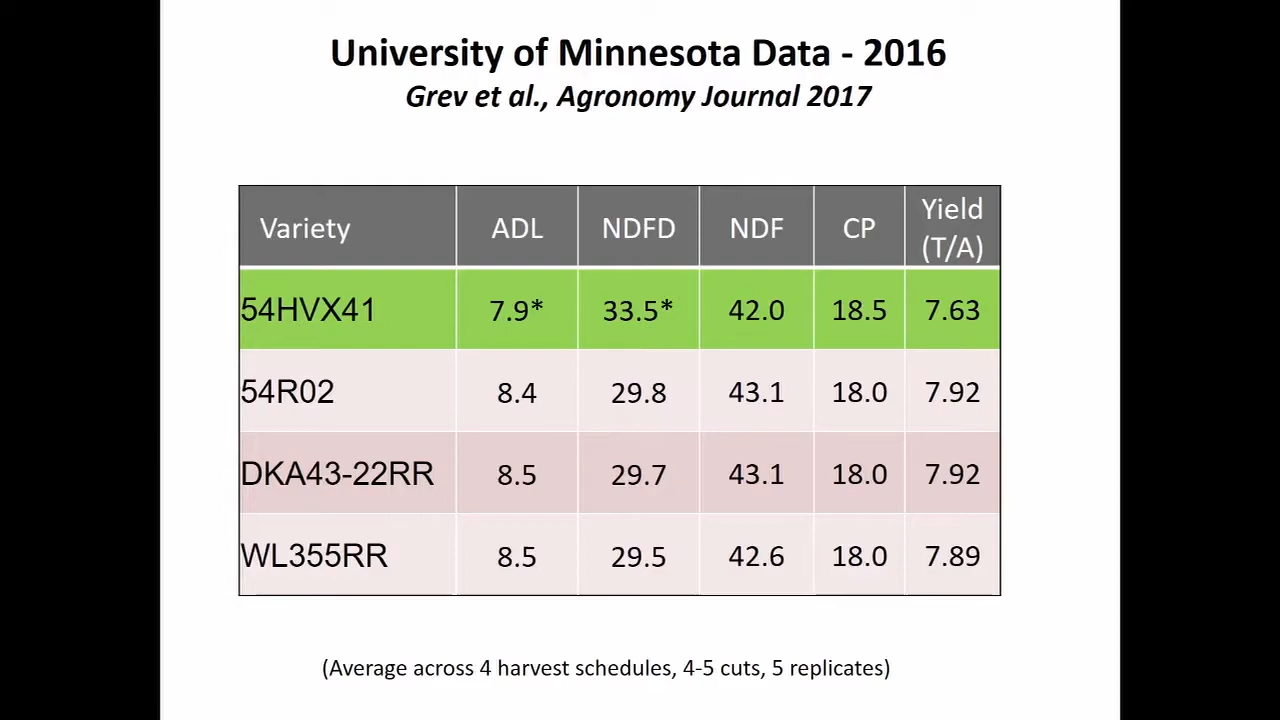 University of Minnesota Data - 2016
Grev et al., Agronomy Journal 2017
Variety ADL NDFD NDF CP Yield (T/A)
54HVX41 7.9* 33.5* 42.0 18.5 7.63
54R02 8.4 29.8 43.1 18.0 7.92
DKA43-22RR 8.5 29.7 43.1 18.0 7.92
WL355RR 8.5 29.5 42.6 18.0 7.89
(Average across 4 harvest schedules, 4-5 cuts, 5 replicates)